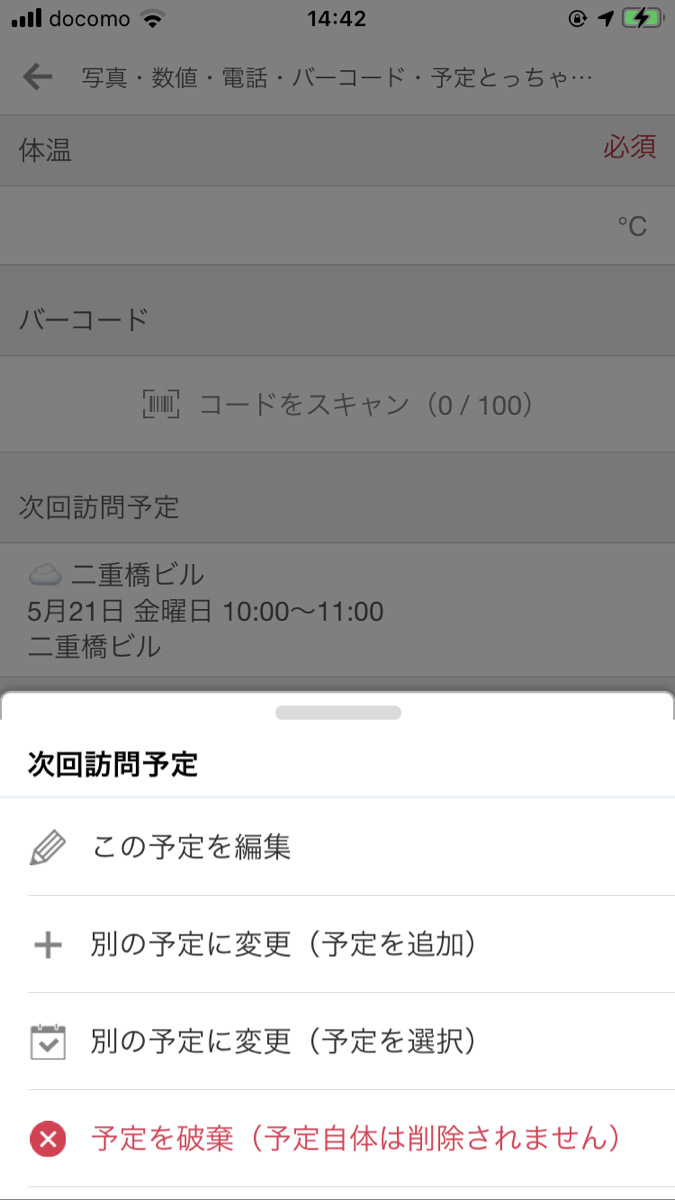 docomo 14:42
写真・数値・電話・バーコード・予定とっちゃ…
体温 必須
°C
バーコード
コードをスキャン（0 / 100）
次回訪問予定
二重橋ビル
5月21日 金曜日 10:00〜11:00
二重橋ビル
次回訪問予定
この予定を編集
別の予定に変更（予定を追加）
別の予定に変更（予定を選択）
予定を破棄（予定自体は削除されません）